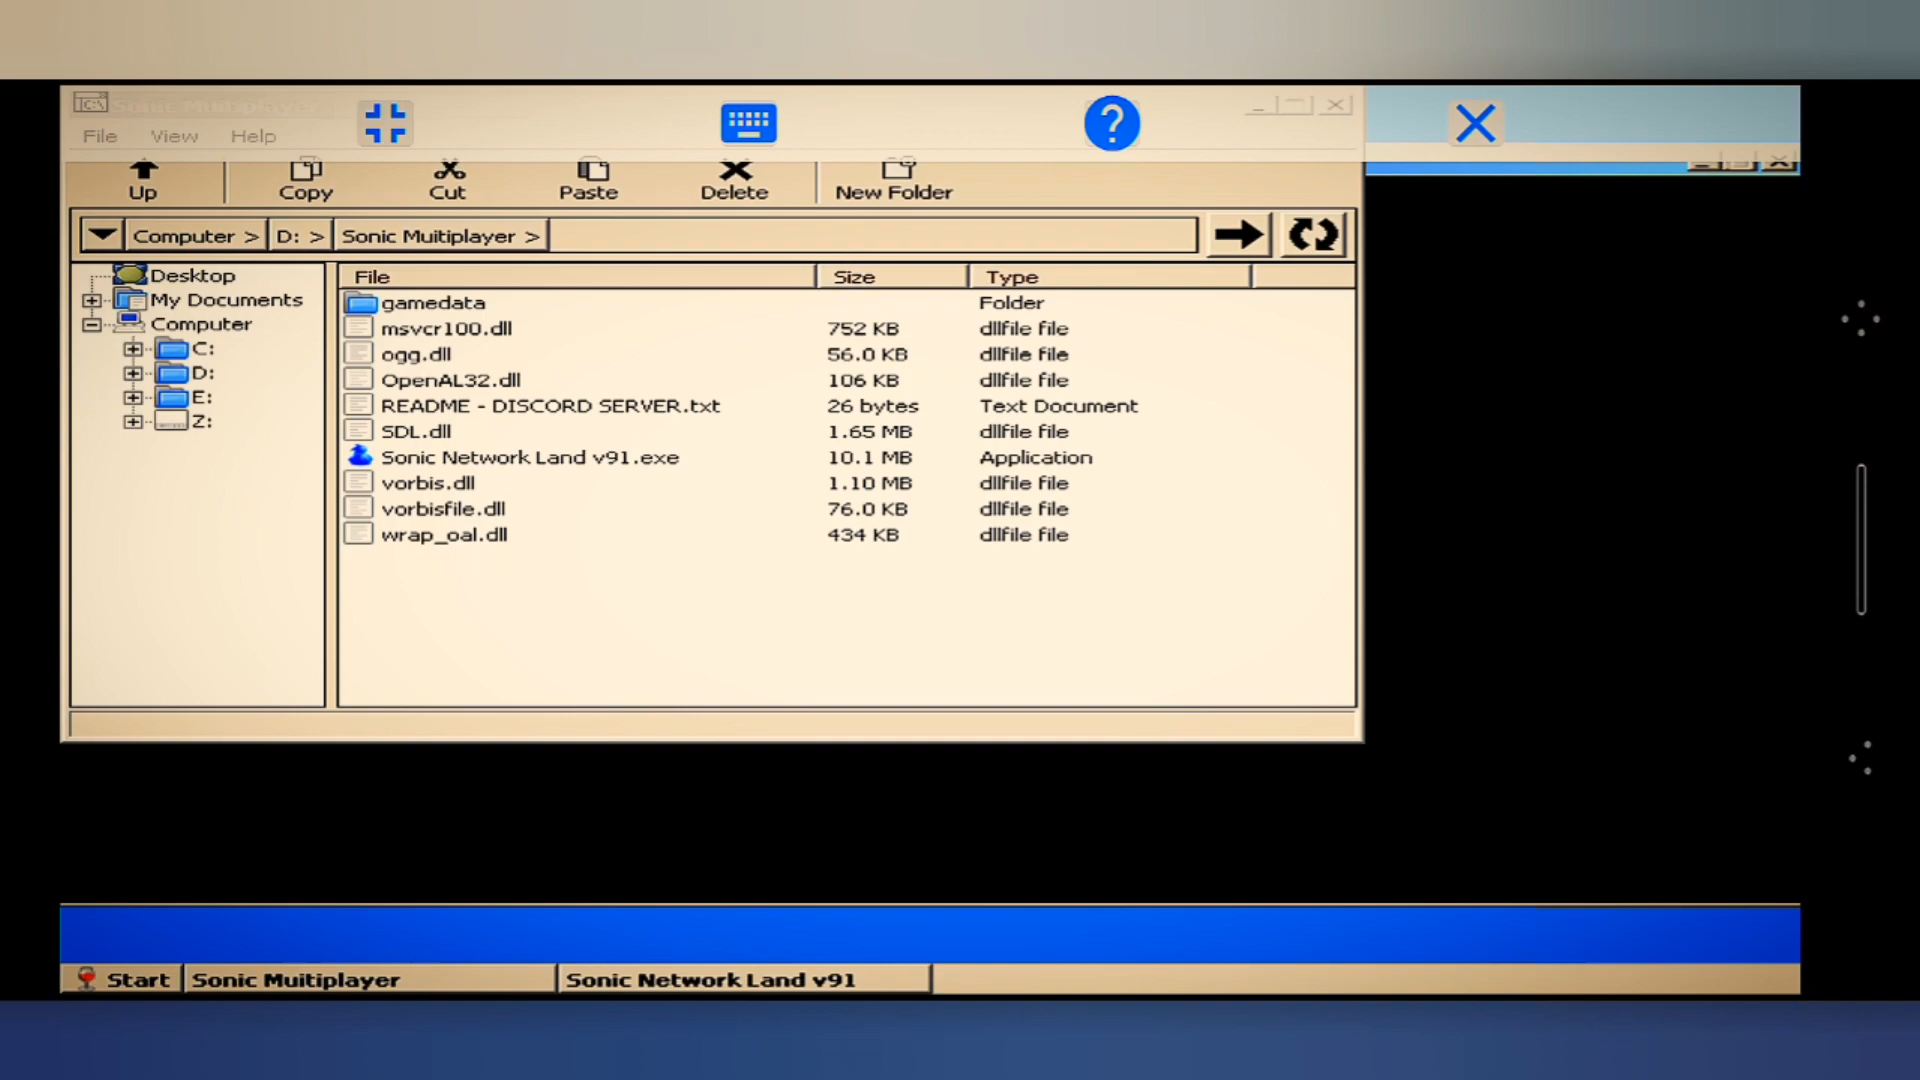 Sonic Muitiplayer
File View Help
Up Copy Cut Paste Delete New Folder
Computer > D: > Sonic Muitiplayer >
Desktop
My Documents
Computer
C:
D:
E:
Z:
File Size Type
gamedata Folder
msvcr100.dll 752 KB dllfile file
ogg.dll 56.0 KB dllfile file
OpenAL32.dll 106 KB dllfile file
README - DISCORD SERVER.txt 26 bytes Text Document
SDL.dll 1.65 MB dllfile file
Sonic Network Land v91.exe 10.1 MB Application
vorbis.dll 1.10 MB dllfile file
vorbisfile.dll 76.0 KB dllfile file
wrap_oal.dll 434 KB dllfile file
Start Sonic Muitiplayer Sonic Network Land v91